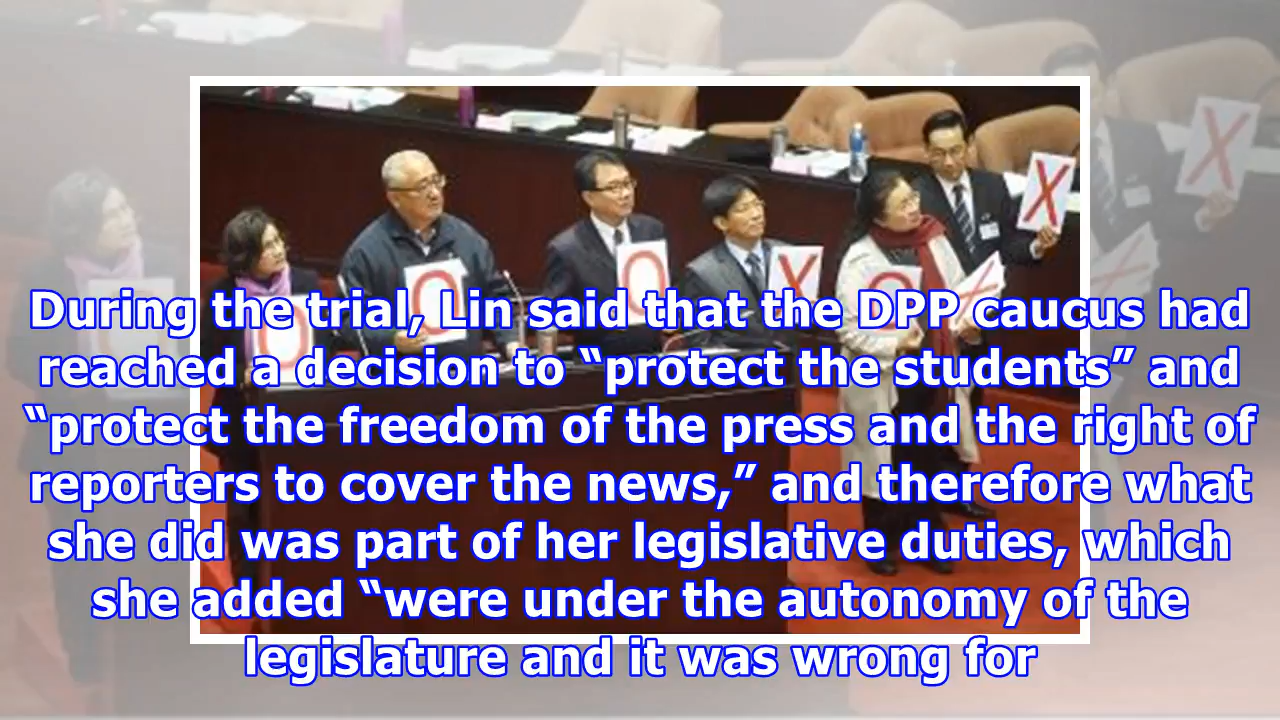 During the trial, Lin said that the DPP caucus had
reached a decision to “protect the students” and
“protect the freedom of the press and the right of
reporters to cover the news,” and therefore what
she did was part of her legislative duties, which
she added “were under the autonomy of the
legislature and it was wrong for